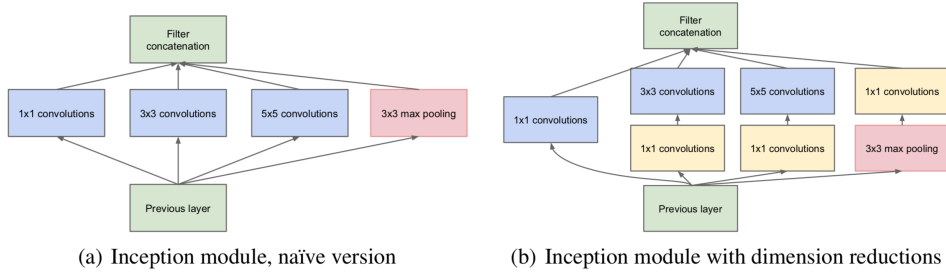 Filter
concatenation
1x1 convolutions
3x3 convolutions
5x5 convolutions
3x3 max pooling
Previous layer
(a) Inception module, naïve version
Filter
concatenation
3x3 convolutions
5x5 convolutions
1x1 convolutions
1x1 convolutions
1x1 convolutions
1x1 convolutions
3x3 max pooling
Previous layer
(b) Inception module with dimension reductions